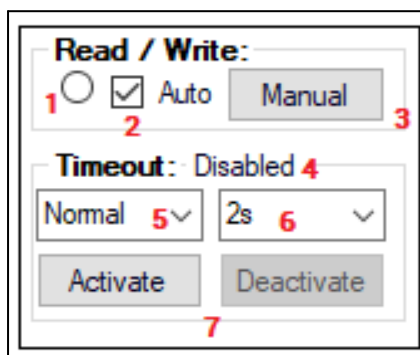 Read / Write:
1 Auto Manual
2 3
Timeout: Disabled 4
Normal 5 2s 6
Activate Deactivate
7